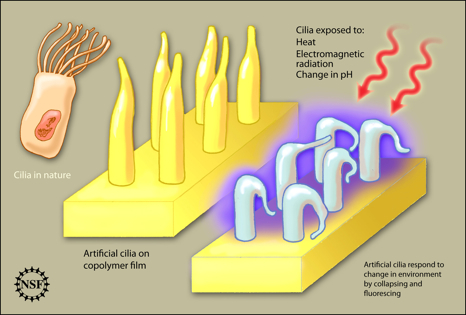 Cilia exposed to:
Heat
Electromagnetic
radiation
Change in pH
Cilia in nature
Artificial cilia on
copolymer film
Artificial cilia respond to
change in environment
by collapsing and
fluorescing
NSF